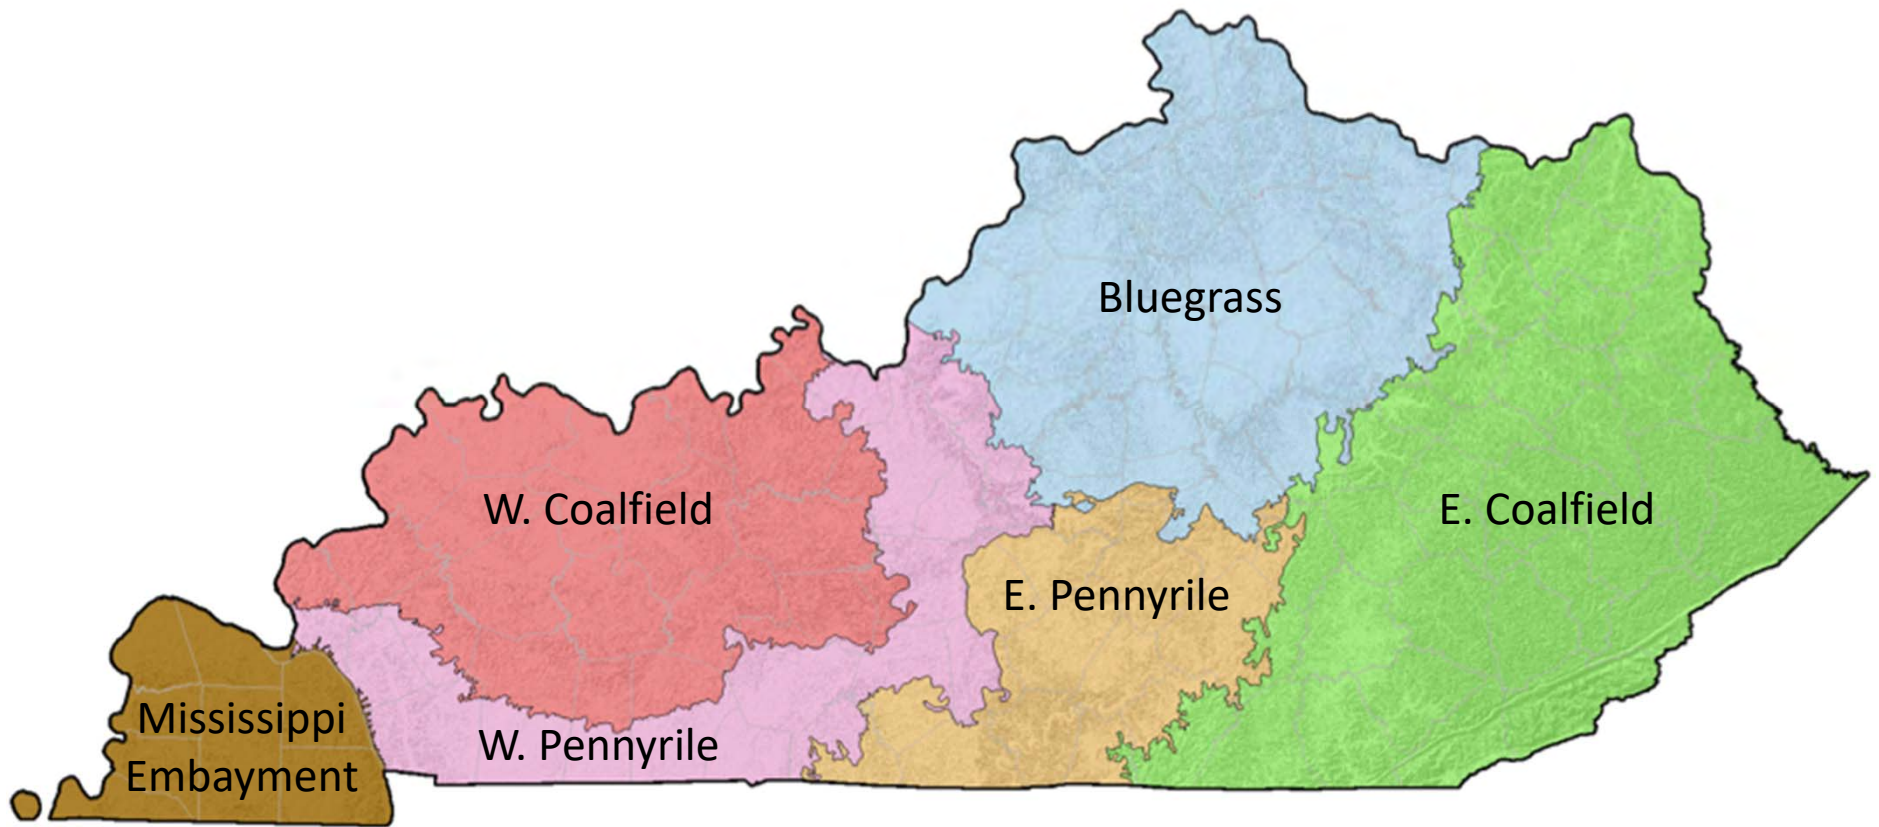 Bluegrass
W. Coalfield
E. Coalfield
E. Pennyrile
Mississippi
Embayment
W. Pennyrile